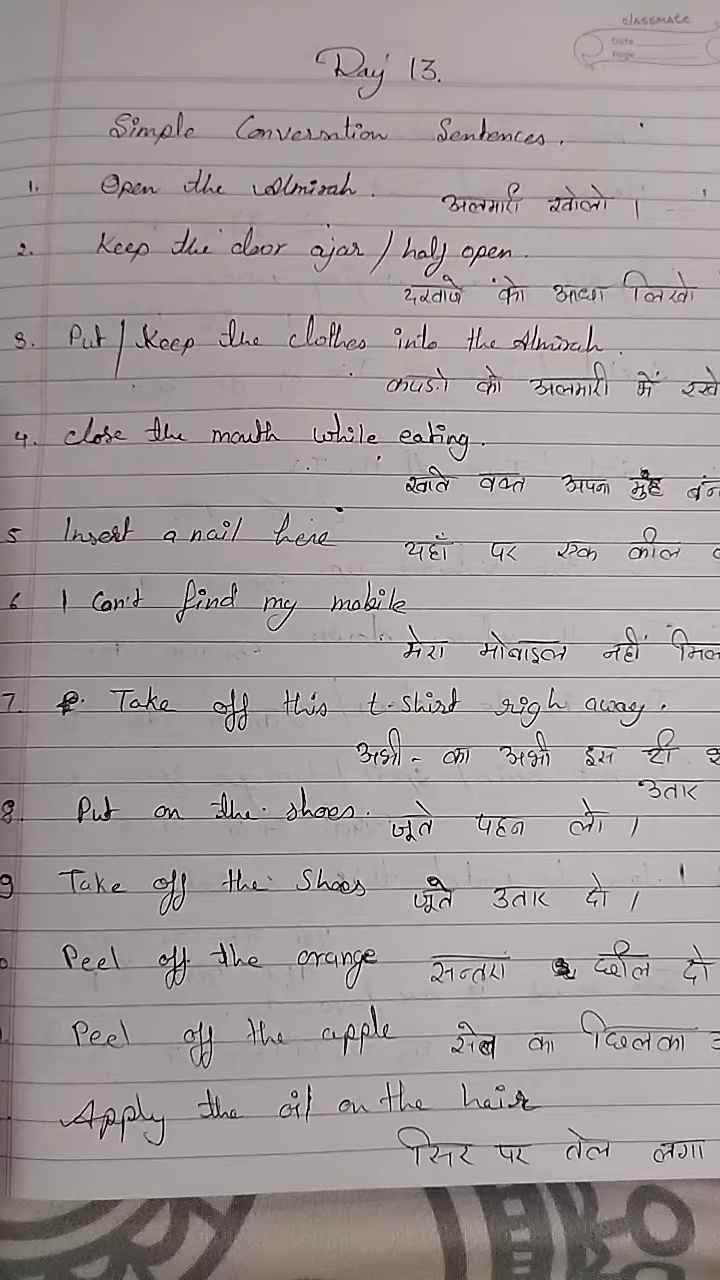 classmate
Date
Page
Day 13.
Simple Converstion Sentences.
1. Open the Almirah. अलमारी खोलो ।
2. Keep the door ajar / half open.
दरवाजे को आधा लिखो
3. Put / Keep the clothes into the Almirah.
कपडो को अलमारी में रखे
4. close the mouth while eating.
खाते वक्त अपना मुँह बंन
5 Insert a nail here
यहाँ पर एक कील
6 I can't find my mobile
मेरा मोबाइल नहीं मिल
7. Take off this t-shirt righ away.
अभी - का अभी इस टी
उतार
8 Put on the shoes. जूते पहन लो ।
9 Take off the Shoes जूते उतार दो ।
Peel off the orange सन्तरा छील दो
Peel off the apple सेब का छिलका
Apply the oil on the hair
सिर पर तेल लगा